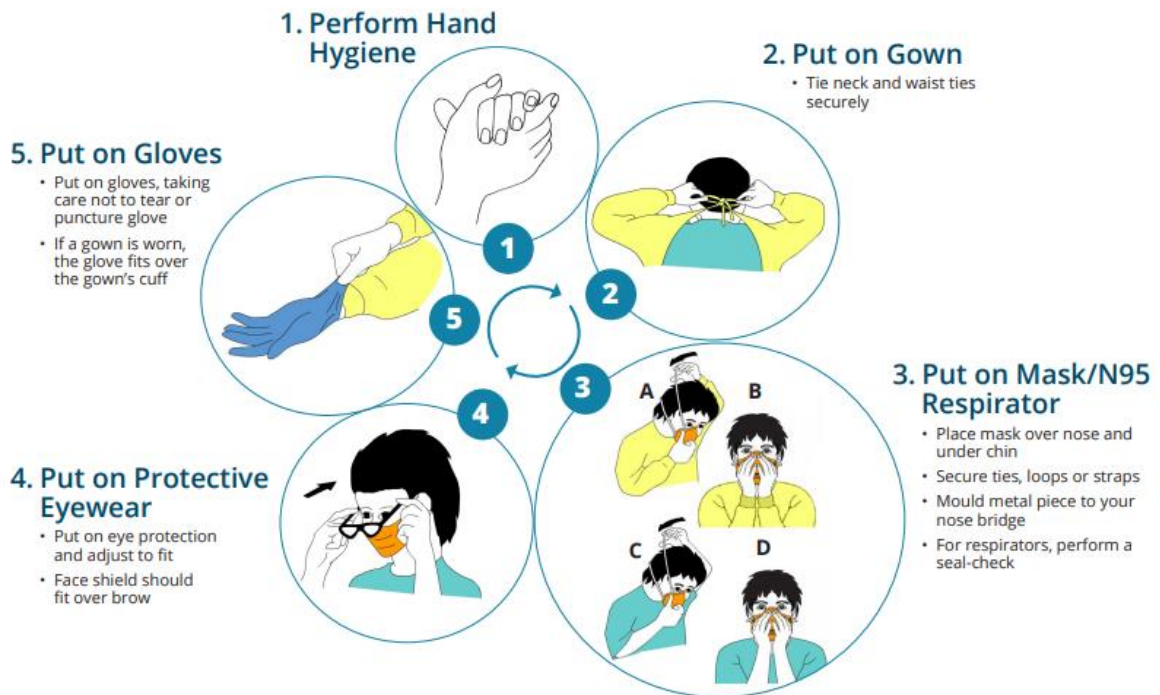 1. Perform Hand
Hygiene
1
2. Put on Gown
• Tie neck and waist ties
securely
2
3. Put on Mask/N95
Respirator
• Place mask over nose and
under chin
• Secure ties, loops or straps
• Mould metal piece to your
nose bridge
• For respirators, perform a
seal-check
3
A
B
C
D
4. Put on Protective
Eyewear
• Put on eye protection
and adjust to fit
• Face shield should
fit over brow
4
5. Put on Gloves
• Put on gloves, taking
care not to tear or
puncture glove
• If a gown is worn,
the glove fits over
the gown's cuff
5